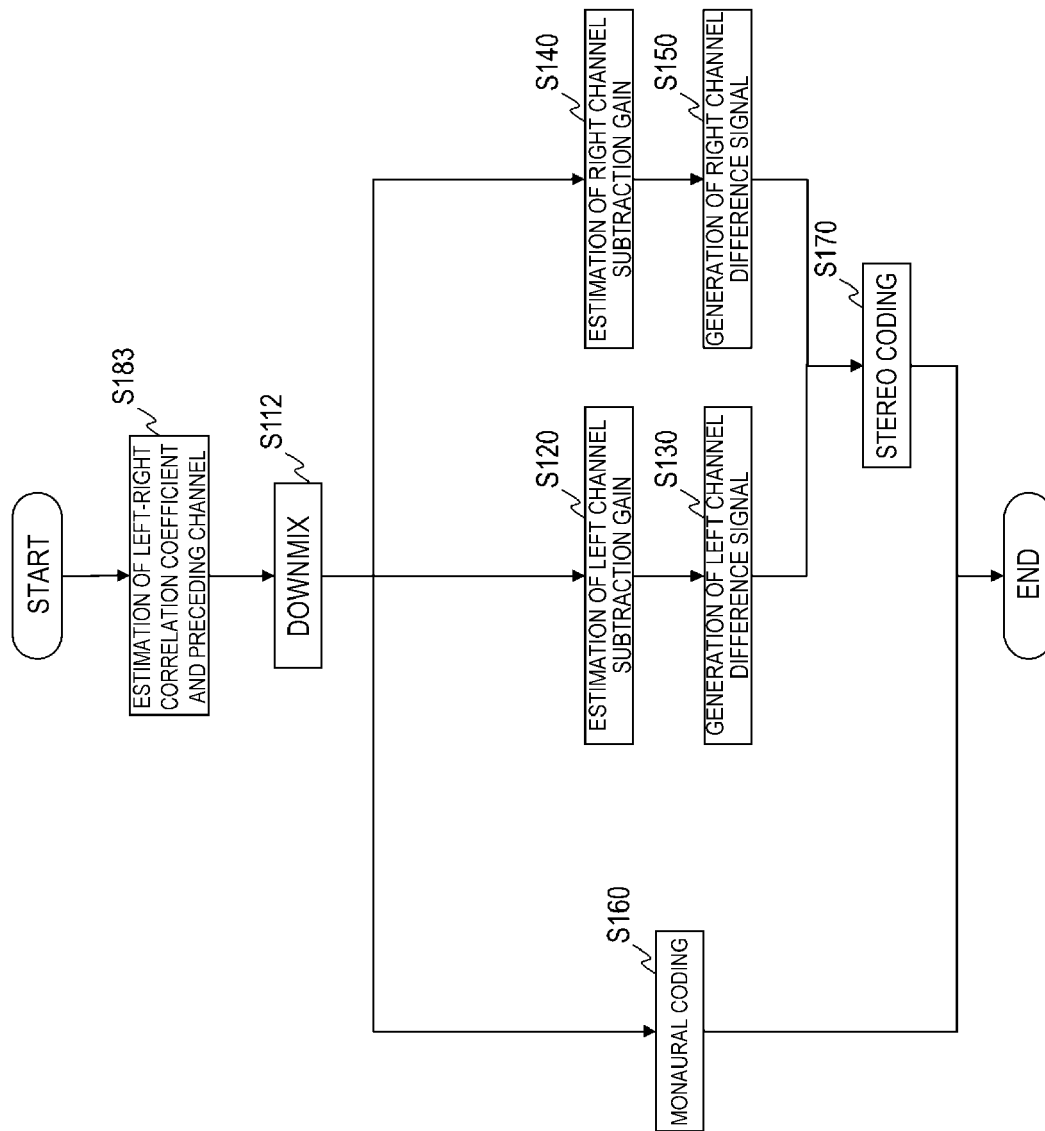 START
S183
ESTIMATION OF LEFT-RIGHT
CORRELATION COEFFICIENT
AND PRECEDING CHANNEL
S112
DOWNMIX
S160
MONAURAL CODING
S120
ESTIMATION OF LEFT CHANNEL
SUBTRACTION GAIN
S130
GENERATION OF LEFT CHANNEL
DIFFERENCE SIGNAL
S140
ESTIMATION OF RIGHT CHANNEL
SUBTRACTION GAIN
S150
GENERATION OF RIGHT CHANNEL
DIFFERENCE SIGNAL
S170
STEREO CODING
END